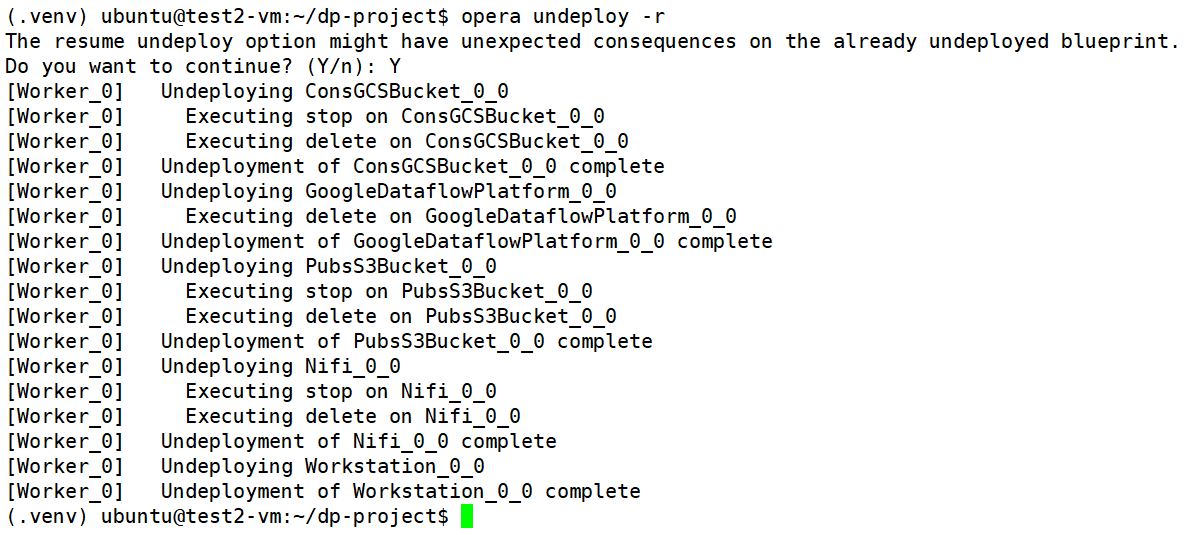 (.venv) ubuntu@test2-vm:~/dp-project$ opera undeploy -r
The resume undeploy option might have unexpected consequences on the already undeployed blueprint.
Do you want to continue? (Y/n): Y
[Worker_0]   Undeploying ConsGCSBucket_0_0
[Worker_0]     Executing stop on ConsGCSBucket_0_0
[Worker_0]     Executing delete on ConsGCSBucket_0_0
[Worker_0]   Undeployment of ConsGCSBucket_0_0 complete
[Worker_0]   Undeploying GoogleDataflowPlatform_0_0
[Worker_0]     Executing delete on GoogleDataflowPlatform_0_0
[Worker_0]   Undeployment of GoogleDataflowPlatform_0_0 complete
[Worker_0]   Undeploying PubsS3Bucket_0_0
[Worker_0]     Executing stop on PubsS3Bucket_0_0
[Worker_0]     Executing delete on PubsS3Bucket_0_0
[Worker_0]   Undeployment of PubsS3Bucket_0_0 complete
[Worker_0]   Undeploying Nifi_0_0
[Worker_0]     Executing stop on Nifi_0_0
[Worker_0]     Executing delete on Nifi_0_0
[Worker_0]   Undeployment of Nifi_0_0 complete
[Worker_0]   Undeploying Workstation_0_0
[Worker_0]   Undeployment of Workstation_0_0 complete
(.venv) ubuntu@test2-vm:~/dp-project$